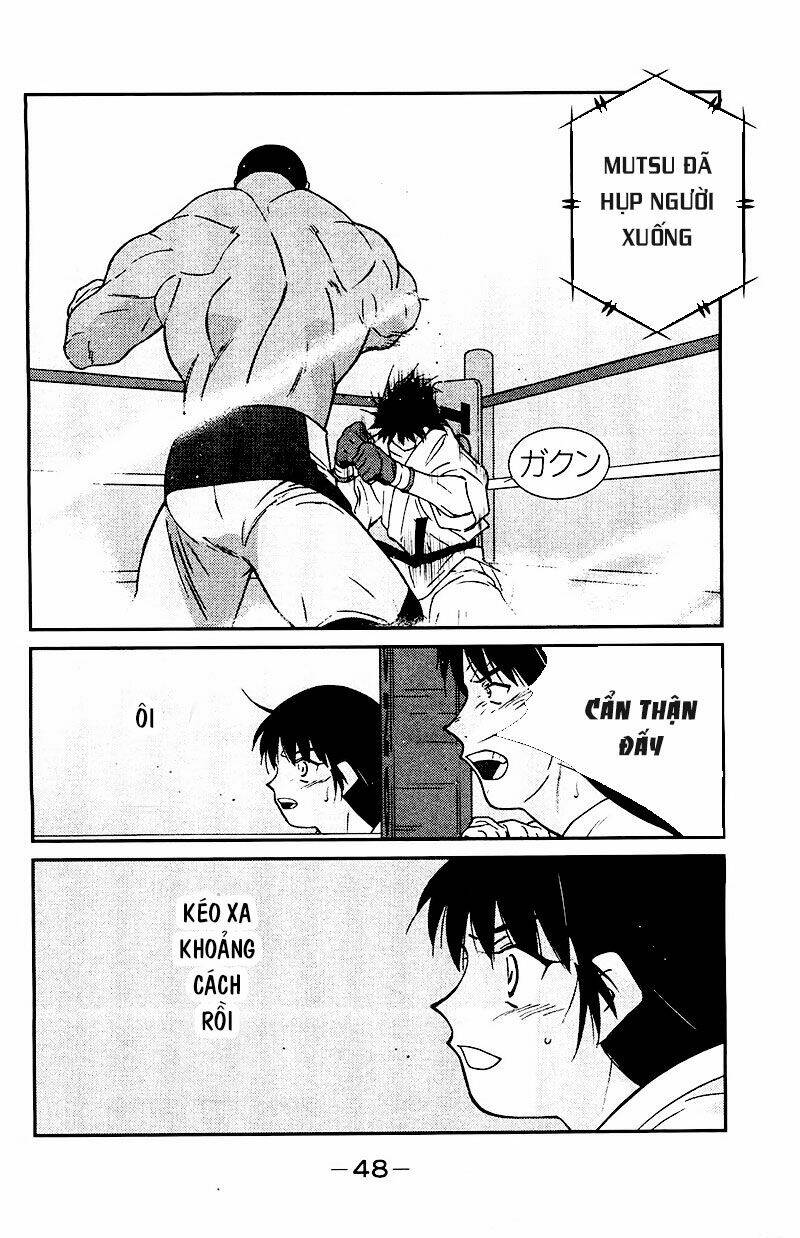 MUTSU ĐÃ
HỤP NGƯỜI
XUỐNG
ガクン
CẨN THẬN
ĐẤY
ÔI
KÉO XA
KHOẢNG
CÁCH
RỒI
-48-